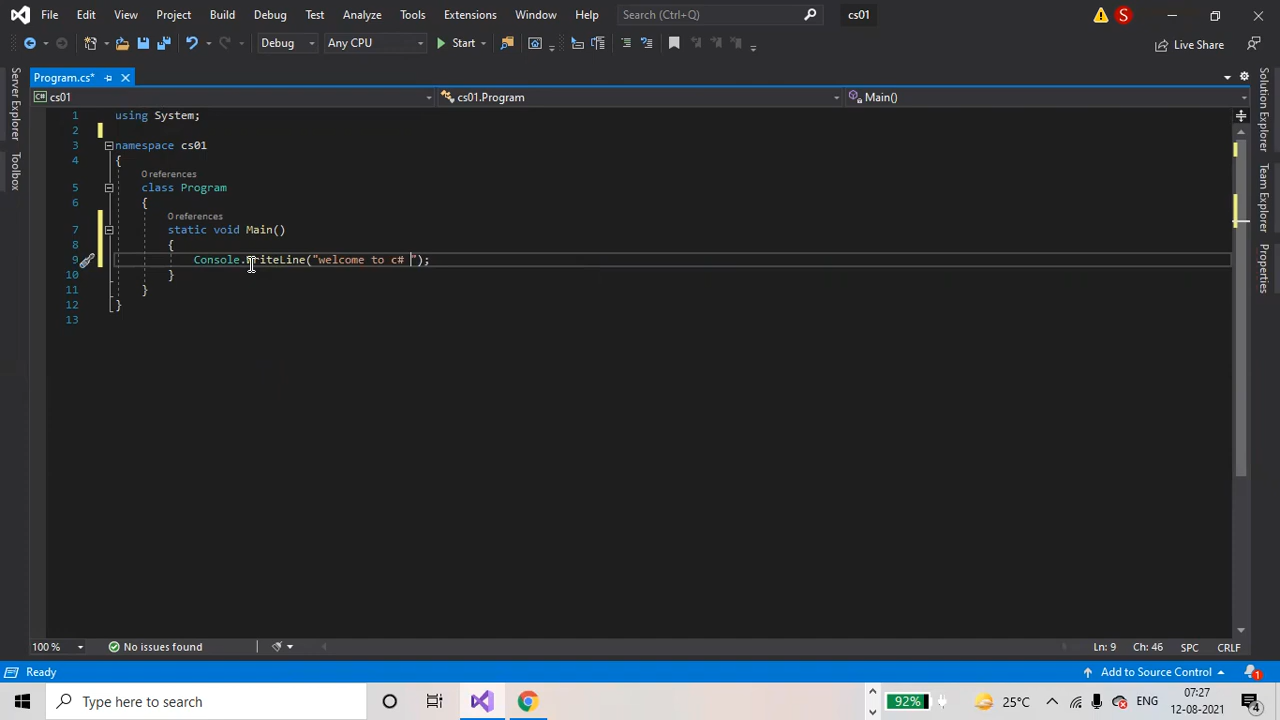 File Edit View Project Build Debug Test Analyze Tools Extensions Window Help Search (Ctrl+Q) cs01 S
Debug Any CPU Start Live Share
Program.cs*
cs01 cs01.Program Main()
Server Explorer
Toolbox
Solution Explorer
Team Explorer
Properties
1 using System;
2
3 namespace cs01
4 {
0 references
5 class Program
6 {
0 references
7 static void Main()
8 {
9 Console.WriteLine("welcome to c# ");
10 }
11 }
12 }
13
100 % No issues found Ln: 9 Ch: 46 SPC CRLF
Ready Add to Source Control 1
Type here to search 92% 25°C ENG 07:27
12-08-2021 4